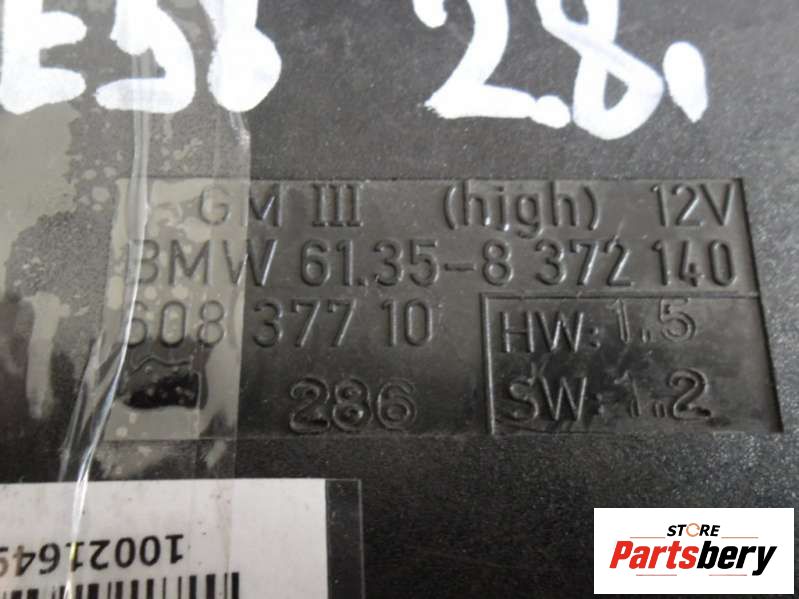 2.8.
GM III (high) 12V
BMW 61.35-8 372 140
608 377 10 HW: 1.5
286 SW: 1.2
STORE
Partsbery